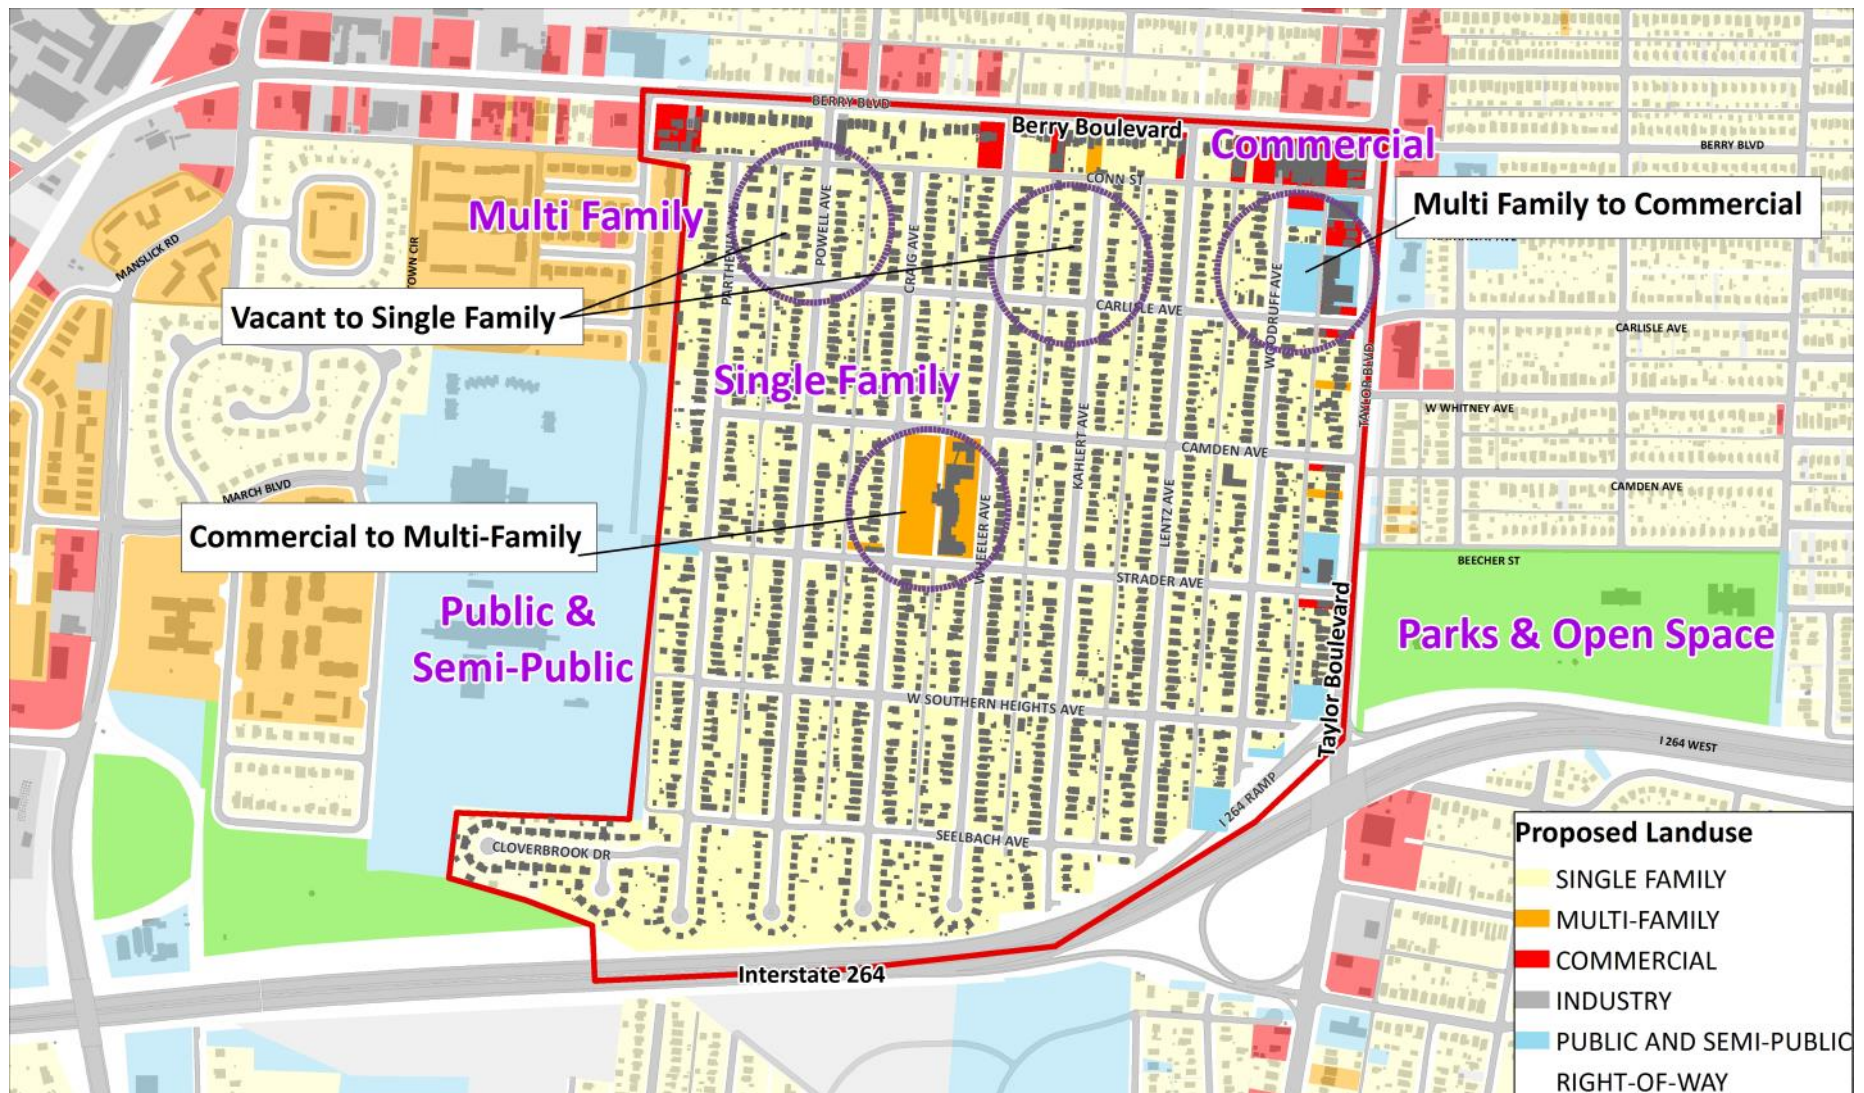 BERRY BLVD
Berry Boulevard
Commercial
BERRY BLVD
CONN ST
Multi Family to Commercial
Multi Family
MANSLICK RD
TOWN CIR
PARTHENIA AVE
POWELL AVE
CRAIG AVE
WOODRUFF AVE
CARLISLE AVE
CARLISLE AVE
Vacant to Single Family
TAYLOR BLVD
Single Family
W WHITNEY AVE
KAHLERT AVE
CAMDEN AVE
CAMDEN AVE
MARCH BLVD
Commercial to Multi-Family
WHEELER AVE
LENTZ AVE
BEECHER ST
STRADER AVE
Public &
Semi-Public
Taylor Boulevard
Parks & Open Space
W SOUTHERN HEIGHTS AVE
I 264 WEST
I 264 RAMP
SEELBACH AVE
CLOVERBROOK DR
Interstate 264
Proposed Landuse
SINGLE FAMILY
MULTI-FAMILY
COMMERCIAL
INDUSTRY
PUBLIC AND SEMI-PUBLIC
RIGHT-OF-WAY